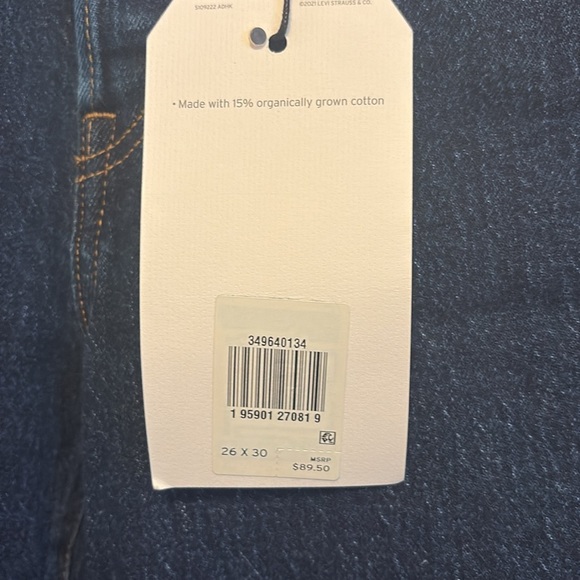 ©2021 LEVI STRAUSS & CO.
• Made with 15% organically grown cotton
349640134
1 95901 27081 9
26 X 30
MSRP
$89.50